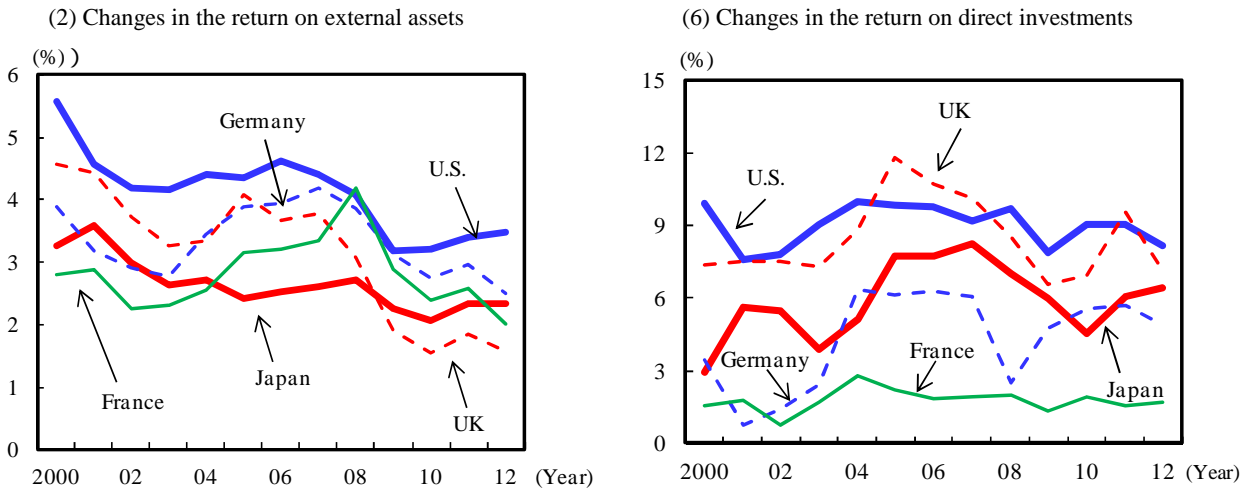 (2) Changes in the return on external assets
(%) )
6
5
4
3
2
1
0
Germany
U.S.
France
Japan
UK
2000 02 04 06 08 10 12 (Year)
(6) Changes in the return on direct investments
(%)
15
12
9
6
3
0
UK
U.S.
Germany
France
Japan
2000 02 04 06 08 10 12 (Year)